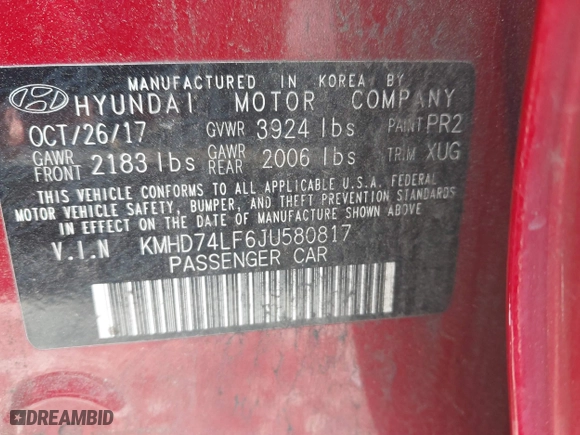 MANUFACTURED IN KOREA BY
HYUNDAI MOTOR COMPANY
OCT/26/17 GVWR 3924 lbs PAINT PR2
GAWR FRONT 2183 lbs GAWR REAR 2006 lbs TRIM XUG
THIS VEHICLE CONFORMS TO ALL APPLICABLE U.S.A. FEDERAL
MOTOR VEHICLE SAFETY, BUMPER, AND THEFT PREVENTION STANDARDS
IN EFFECT ON THE DATE OF MANUFACTURE SHOWN ABOVE
V.I.N KMHD74LF6JU580817
PASSENGER CAR
DREAMBID